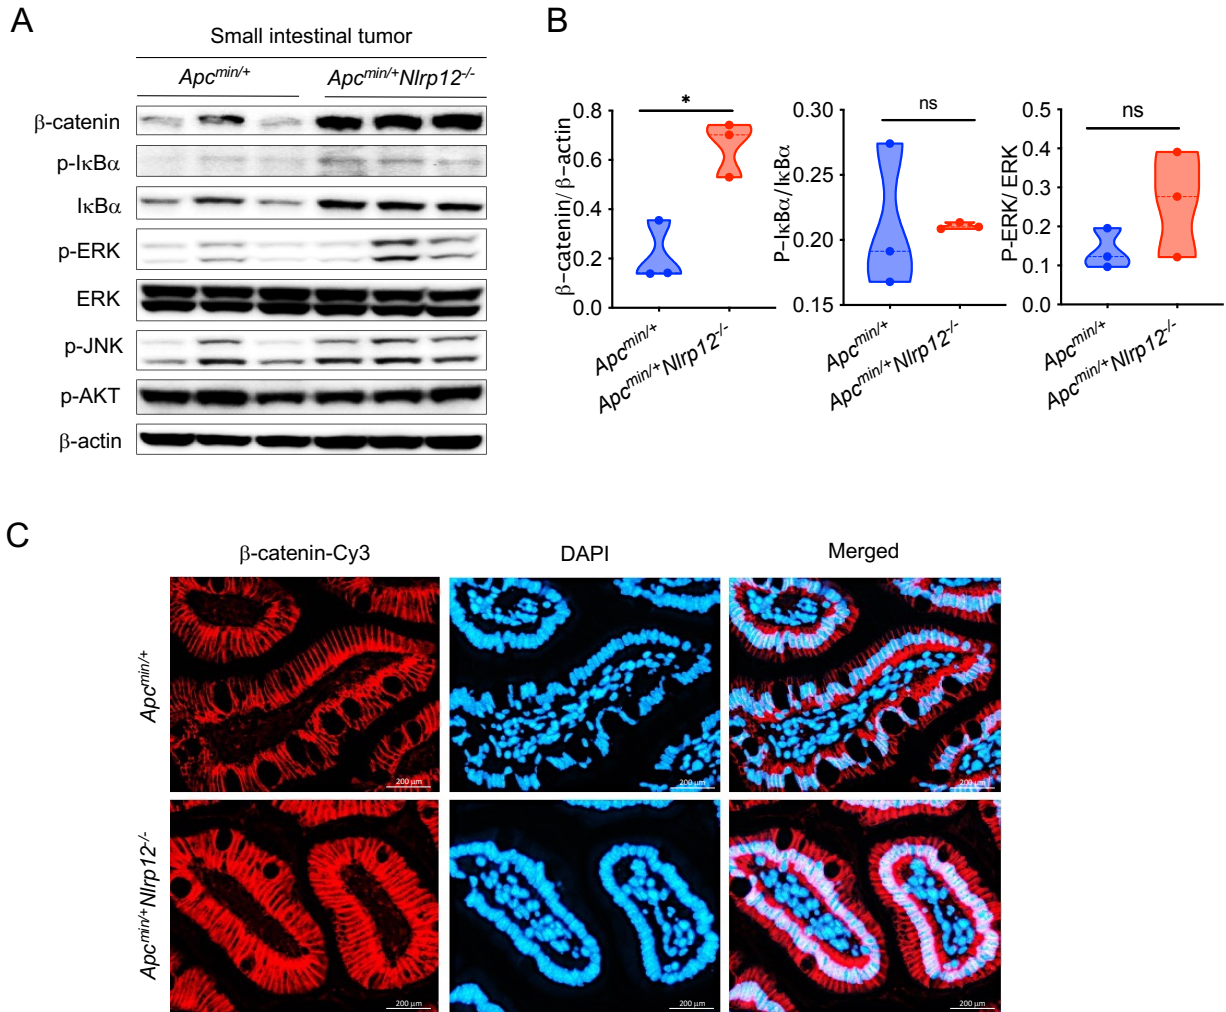 A
Small intestinal tumor
Apcmin/+
Apcmin/+Nlrp12-/-
β-catenin
p-IκBα
IκBα
p-ERK
ERK
p-JNK
p-AKT
β-actin
B
β-catenin/β-actin
0.8
0.6
0.4
0.2
0.0
*
Apcmin/+
Apcmin/+Nlrp12-/-
P-IκBα/IκBα
0.30
0.25
0.20
0.15
ns
Apcmin/+
Apcmin/+Nlrp12-/-
P-ERK/ERK
0.5
0.4
0.3
0.2
0.1
0.0
ns
Apcmin/+
Apcmin/+Nlrp12-/-
C
β-catenin-Cy3
DAPI
Merged
Apcmin/+
200 μm
200 μm
200 μm
Apcmin/+Nlrp12-/-
200 μm
200 μm
200 μm